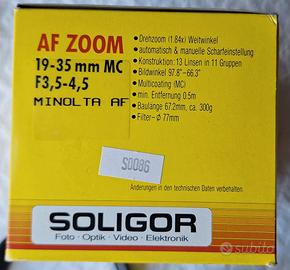 AF ZOOM
19-35 mm MC
F3,5-4,5
MINOLTA AF
• Drehzoom (1.84x) Weitwinkel
• automatisch & manuelle Scharfeinstellung
• Konstruktion: 13 Linsen in 11 Gruppen
• Bildwinkel 97.8°-66.3°
• Multicoating (MC)
• min. Entfernung 0.5m
• Baulänge 67.2mm, ca. 300g
• Filter-Ø 77mm
S0086
Änderungen in den technischen Daten vorbehalten.
SOLIGOR
Foto · Optik · Video · Elektronik
subito